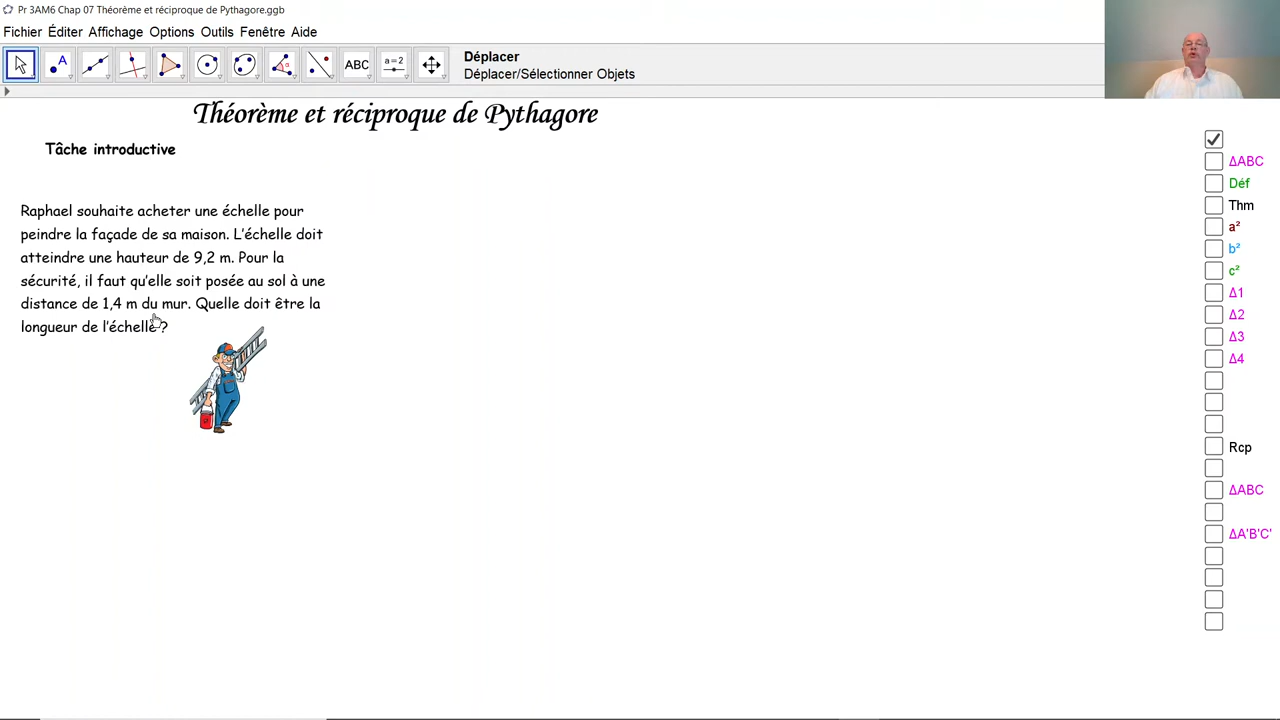 Pr 3AM6 Chap 07 Théorème et réciproque de Pythagore.ggb
Fichier Éditer Affichage Options Outils Fenêtre Aide
A
α
ABC
a=2
Déplacer
Déplacer/Sélectionner Objets
Théorème et réciproque de Pythagore
Tâche introductive
Raphael souhaite acheter une échelle pour
peindre la façade de sa maison. L'échelle doit
atteindre une hauteur de 9,2 m. Pour la
sécurité, il faut qu'elle soit posée au sol à une
distance de 1,4 m du mur. Quelle doit être la
longueur de l'échelle ?
ΔABC
Déf
Thm
a²
b²
c²
Δ1
Δ2
Δ3
Δ4
Rcp
ΔABC
ΔA'B'C'